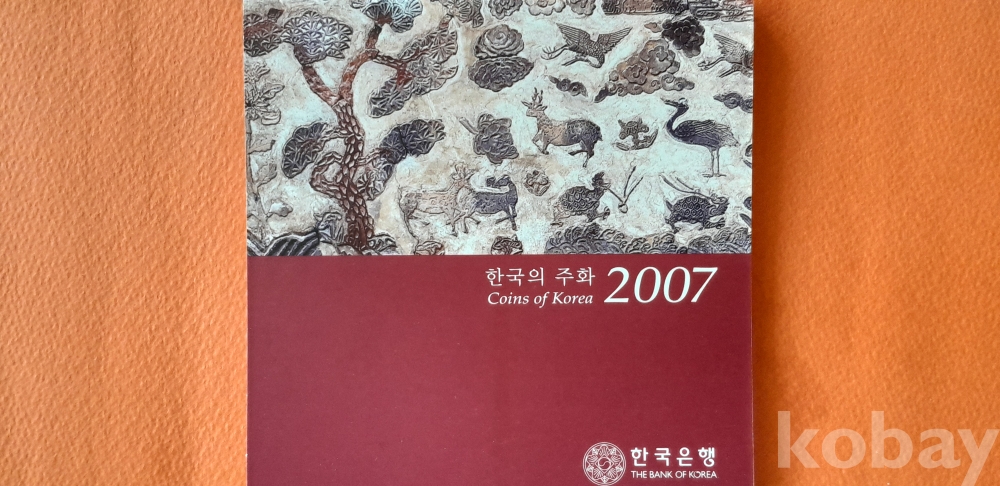 한국의 주화 2007
Coins of Korea
한국은행
THE BANK OF KOREA
kobay